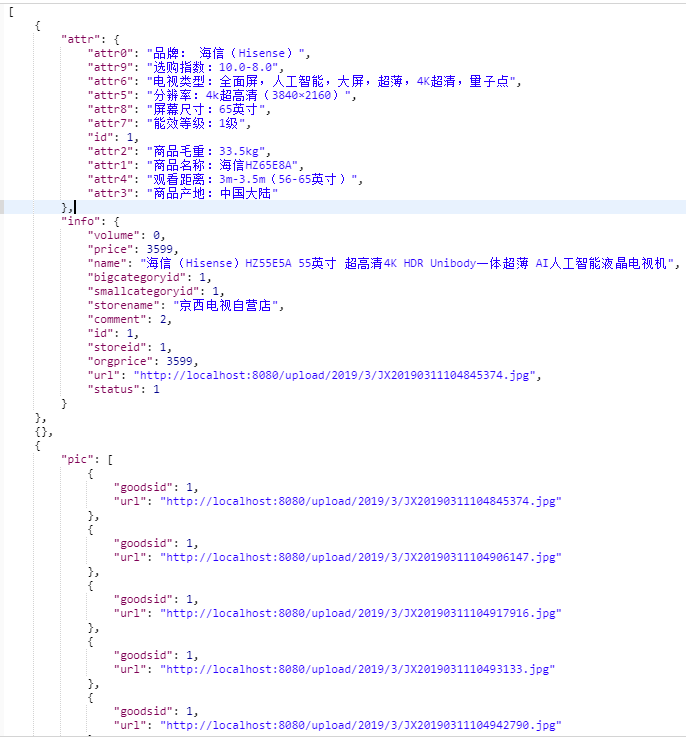 [
{
"attr": {
"attr0": "品牌： 海信（Hisense）",
"attr9": "选购指数：10.0-8.0",
"attr6": "电视类型：全面屏，人工智能，大屏，超薄，4K超清，量子点",
"attr5": "分辨率：4k超高清（3840×2160）",
"attr8": "屏幕尺寸：65英寸",
"attr7": "能效等级：1级",
"id": 1,
"attr2": "商品毛重：33.5kg",
"attr1": "商品名称：海信HZ65E8A",
"attr4": "观看距离：3m-3.5m（56-65英寸）",
"attr3": "商品产地：中国大陆"
},
"info": {
"volume": 0,
"price": 3599,
"name": "海信（Hisense）HZ55E5A 55英寸 超高清4K HDR Unibody一体超薄 AI人工智能液晶电视机",
"bigcategoryid": 1,
"smallcategoryid": 1,
"storename": "京西电视自营店",
"comment": 2,
"id": 1,
"storeid": 1,
"orgprice": 3599,
"url": "http://localhost:8080/upload/2019/3/JX20190311104845374.jpg",
"status": 1
}
},
{},
{
"pic": [
{
"goodsid": 1,
"url": "http://localhost:8080/upload/2019/3/JX20190311104845374.jpg"
},
{
"goodsid": 1,
"url": "http://localhost:8080/upload/2019/3/JX20190311104906147.jpg"
},
{
"goodsid": 1,
"url": "http://localhost:8080/upload/2019/3/JX20190311104917916.jpg"
},
{
"goodsid": 1,
"url": "http://localhost:8080/upload/2019/3/JX2019031110493133.jpg"
},
{
"goodsid": 1,
"url": "http://localhost:8080/upload/2019/3/JX20190311104942790.jpg"